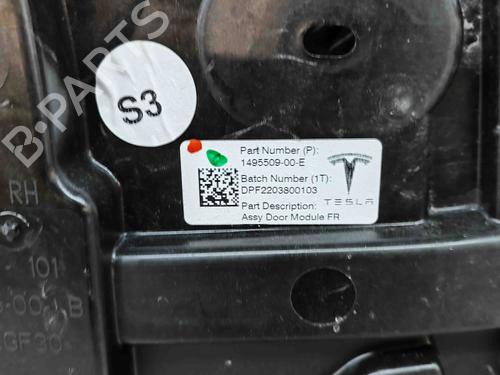 S3
B-PARTS
Part Number (P):
1495509-00-E
Batch Number (1T):
DPF2203800103
Part Description:
Assy Door Module FR
TESLA
RH
101